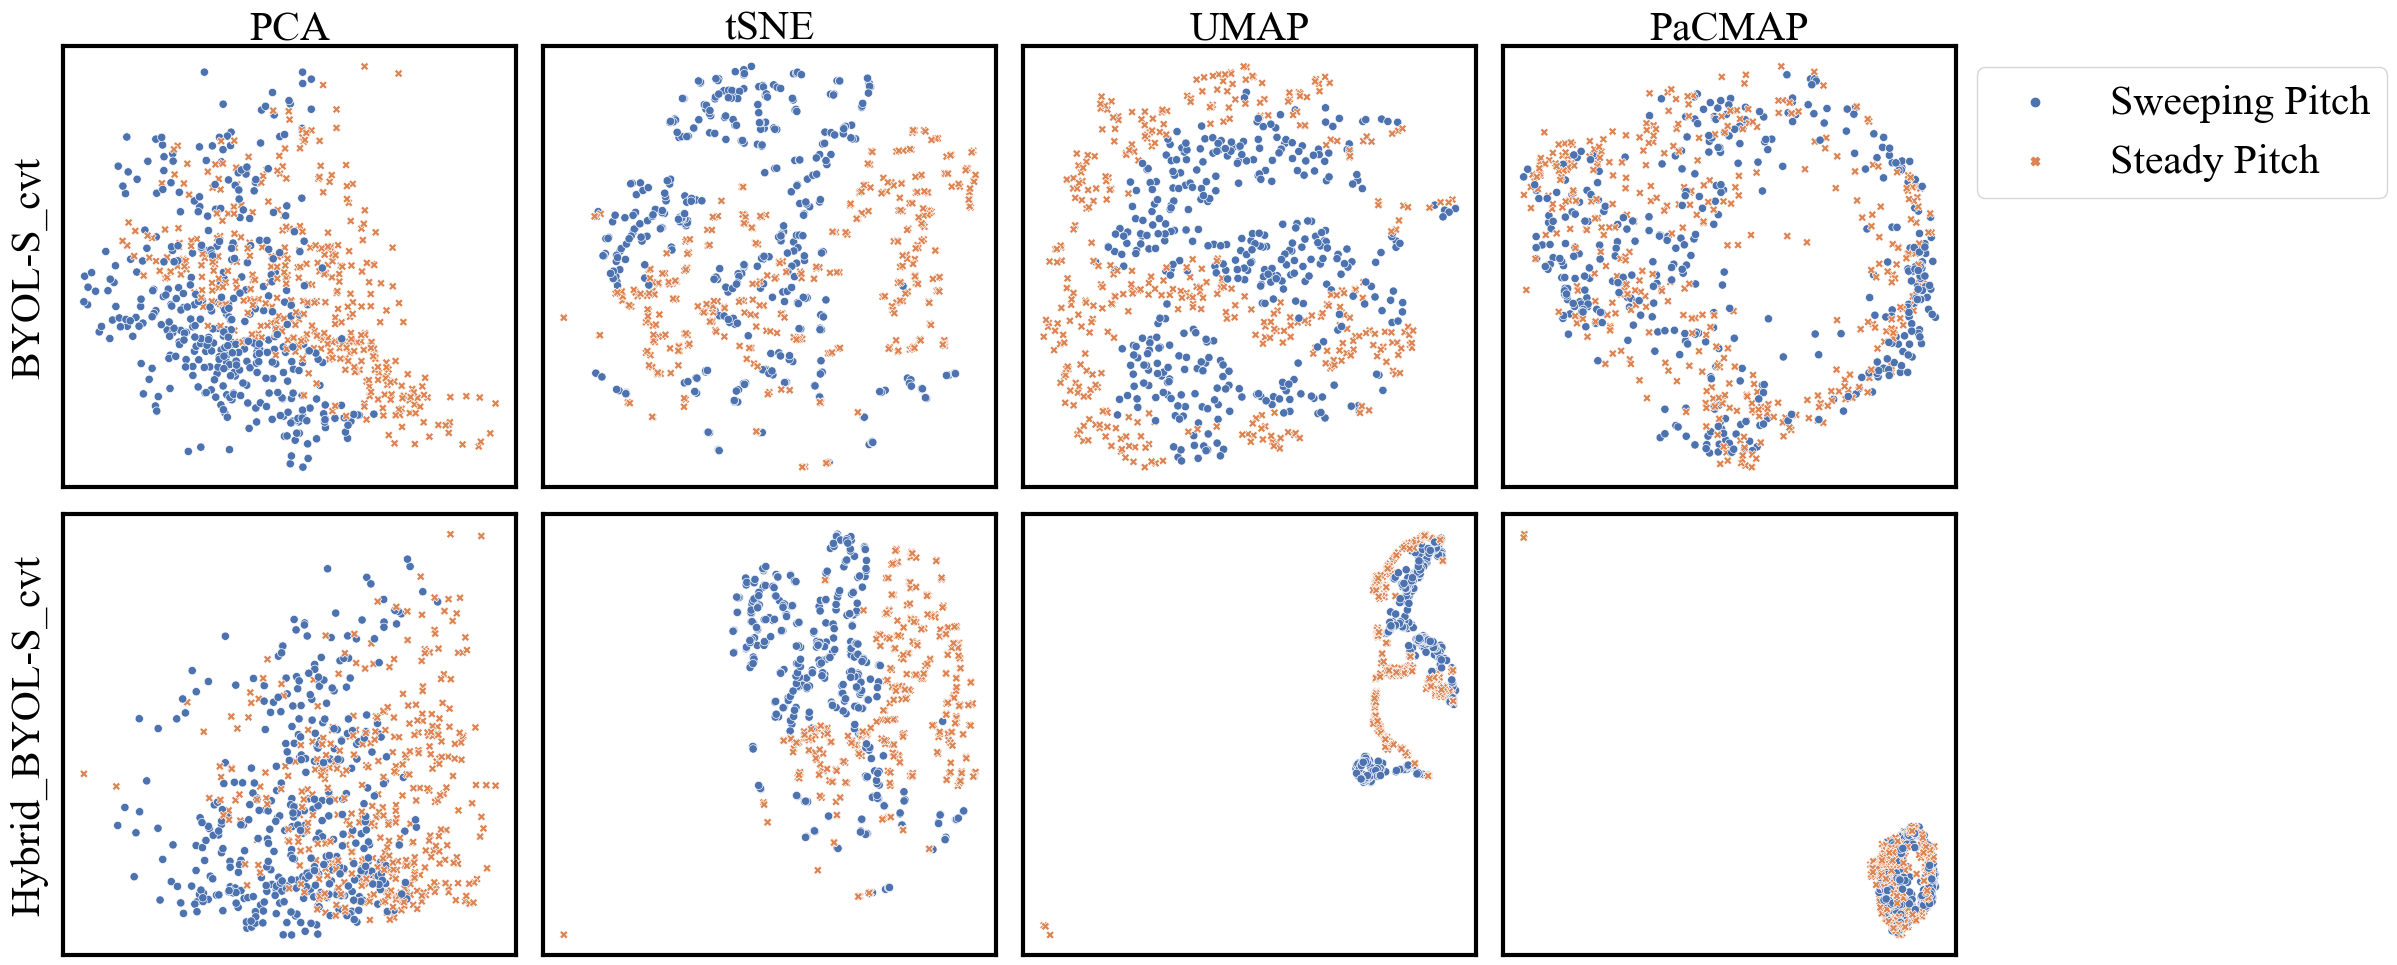 PCA
tSNE
UMAP
PaCMAP
Sweeping Pitch
Steady Pitch
BYOL-S_cvt
Hybrid_BYOL-S_cvt